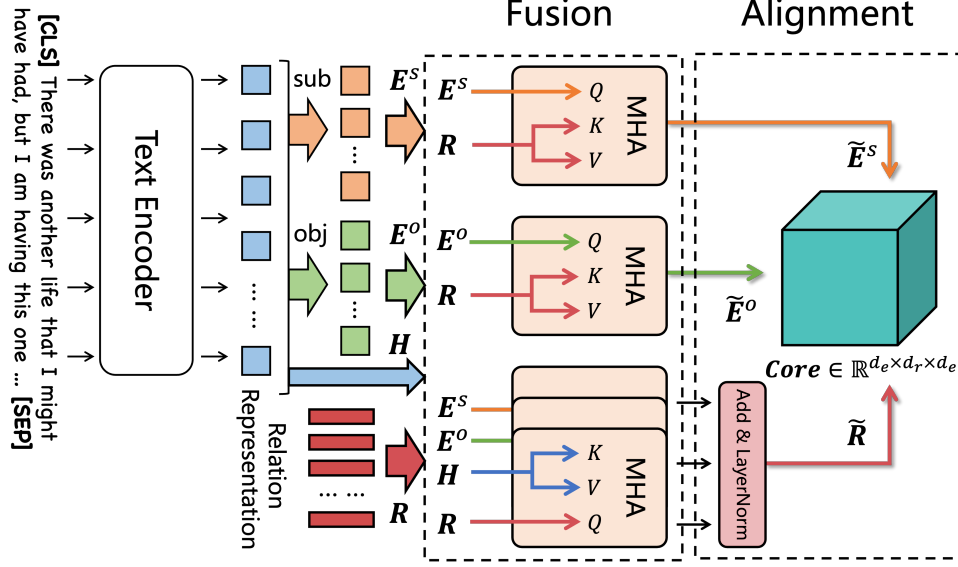 Fusion
Alignment
[CLS] There was another life that I might
have had, but I am having this one ... [SEP]
Text Encoder
... ...
sub
...
E^S
obj
...
E^O
H
Relation
Representation
... ...
R
E^S
R
Q
K
V
MHA
E^O
R
Q
K
V
MHA
E^S
E^O
H
R
K
V
Q
MHA
Add & LayerNorm
Ẽ^S
Ẽ^O
Core ∈ ℝ^{d_e×d_r×d_e}
R̃